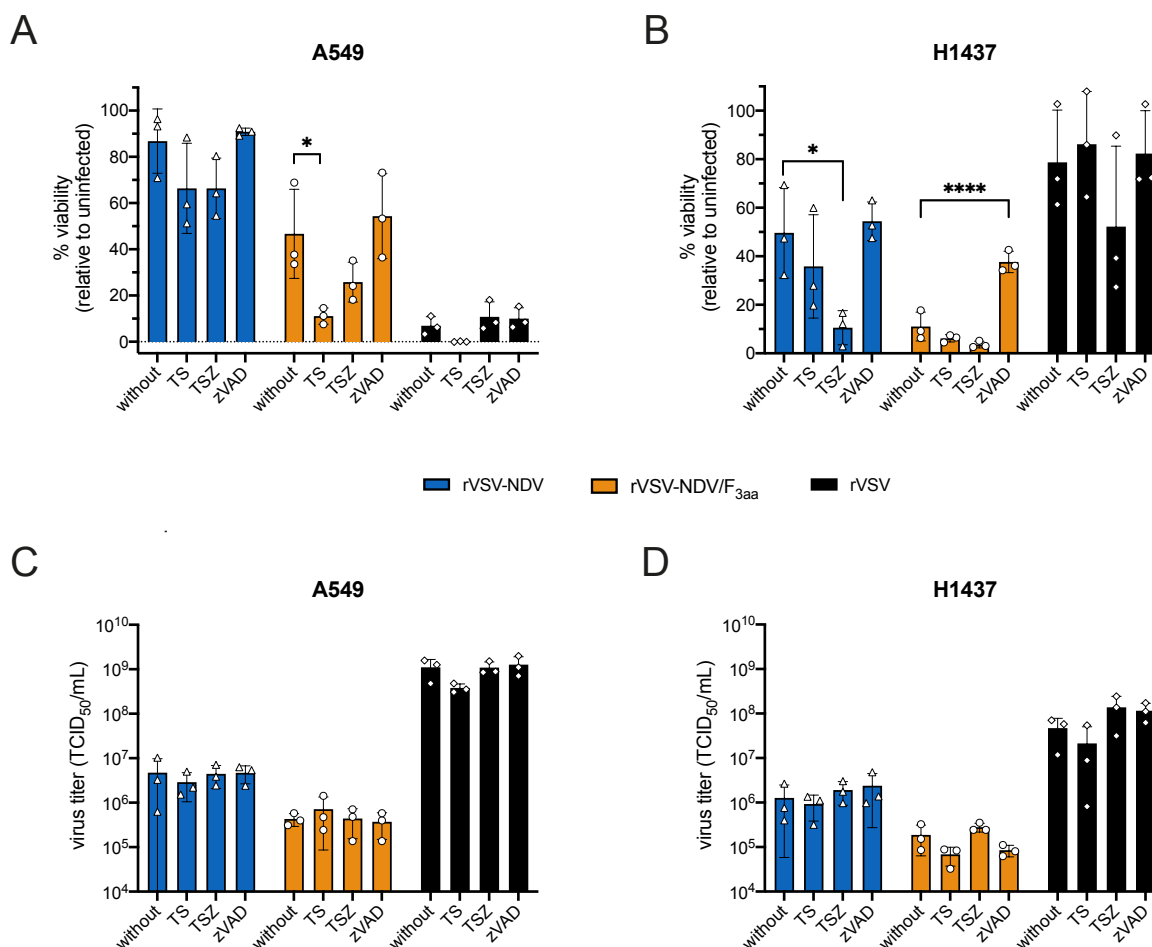 A
A549
% viability
(relative to uninfected)
100
80
60
40
20
0
*
without
TS
TSZ
zVAD
without
TS
TSZ
zVAD
without
TS
TSZ
zVAD
B
H1437
% viability
(relative to uninfected)
100
80
60
40
20
0
*
****
without
TS
TSZ
zVAD
without
TS
TSZ
zVAD
without
TS
TSZ
zVAD
rVSV-NDV
rVSV-NDV/F3aa
rVSV
C
A549
virus titer (TCID50/mL)
10^10
10^9
10^8
10^7
10^6
10^5
10^4
without
TS
TSZ
zVAD
without
TS
TSZ
zVAD
without
TS
TSZ
zVAD
D
H1437
virus titer (TCID50/mL)
10^10
10^9
10^8
10^7
10^6
10^5
10^4
without
TS
TSZ
zVAD
without
TS
TSZ
zVAD
without
TS
TSZ
zVAD